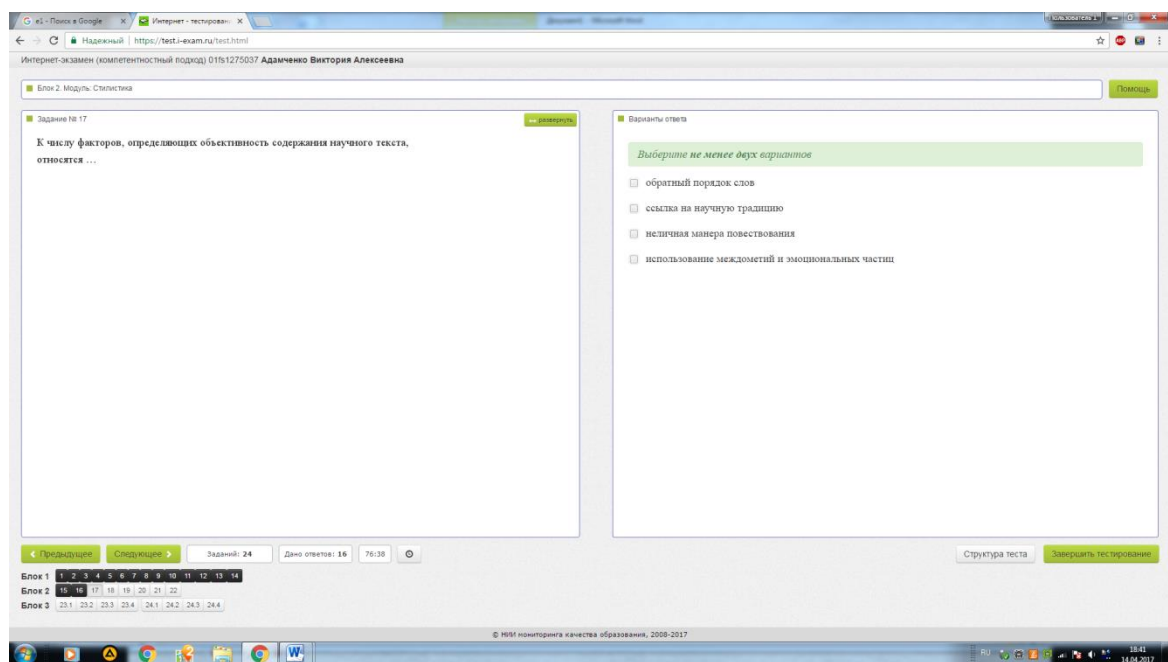 e1 - Поиск в Google
Интернет - тестирован
Документ1 - Microsoft Word
Надежный | https://test.i-exam.ru/test.html
Интернет-экзамен (компетентностный подход) 01fs1275037 Адамченко Виктория Алексеевна
Блок 2. Модуль: Стилистика
Помощь
Задание № 17
развернуть
К числу факторов, определяющих объективность содержания научного текста,
относятся …
Варианты ответа
Выберите не менее двух вариантов
обратный порядок слов
ссылка на научную традицию
неличная манера повествования
использование междометий и эмоциональных частиц
Предыдущее
Следующее
Заданий: 24
Дано ответов: 16
76:38
Структура теста
Завершить тестирование
Блок 1 1 2 3 4 5 6 7 8 9 10 11 12 13 14
Блок 2 15 16 17 18 19 20 21 22
Блок 3 23.1 23.2 23.3 23.4 24.1 24.2 24.3 24.4
© НИИ мониторинга качества образования, 2008-2017
RU
18:41
14.04.2017